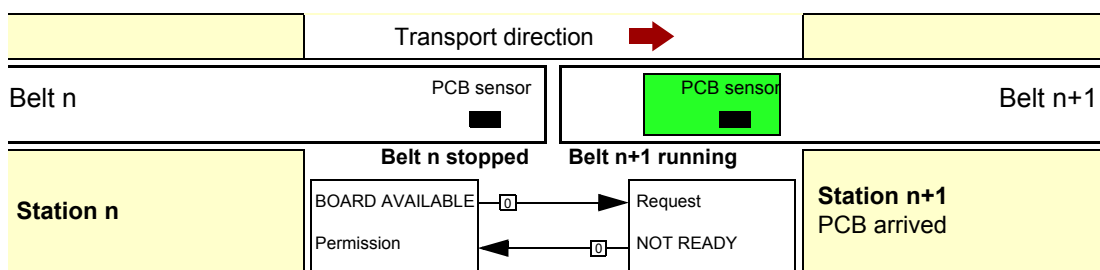 Transport direction
Belt n
PCB sensor
PCB sensor
Belt n+1
Belt n stopped
Belt n+1 running
Station n
BOARD AVAILABLE
0
Request
Permission
0
NOT READY
Station n+1
PCB arrived